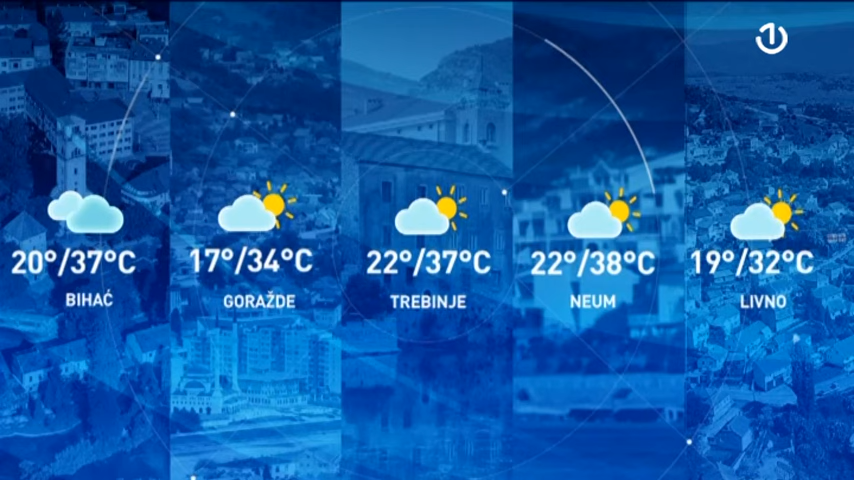 20°/37°C
BIHAĆ
17°/34°C
GORAŽDE
22°/37°C
TREBINJE
22°/38°C
NEUM
19°/32°C
LIVNO